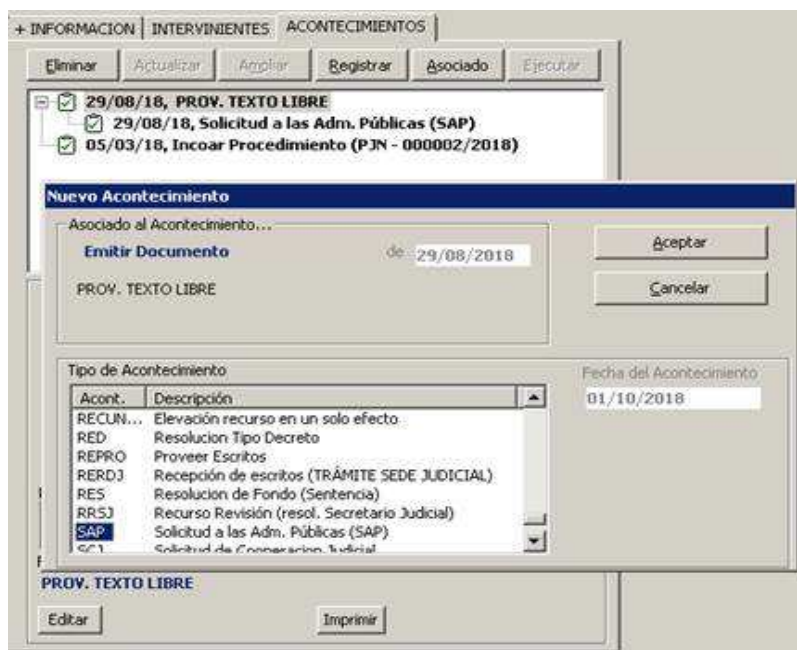 + INFORMACION INTERVINIENTES ACONTECIMIENTOS
Eliminar Actualizar Ampliar Registrar Asociado Ejecutar
29/08/18, PROV. TEXTO LIBRE
29/08/18, Solicitud a las Adm. Públicas (SAP)
05/03/18, Incoar Procedimiento (PJN - 000002/2018)
Nuevo Acontecimiento
Asociado al Acontecimiento...
Emitir Documento de 29/08/2018
PROV. TEXTO LIBRE
Aceptar
Cancelar
Tipo de Acontecimiento
Fecha del Acontecimiento
01/10/2018
Acont. Descripción
RECUN... Elevación recurso en un solo efecto
RED Resolucion Tipo Decreto
REPRO Proveer Escritos
RERDJ Recepción de escritos (TRÁMITE SEDE JUDICIAL)
RES Resolucion de Fondo (Sentencia)
RRSJ Recurso Revisión (resol. Secretario Judicial)
SAP Solicitud a las Adm. Públicas (SAP)
SCJ Solicitud de Cooperacion Judicial
PROV. TEXTO LIBRE
Editar Imprimir